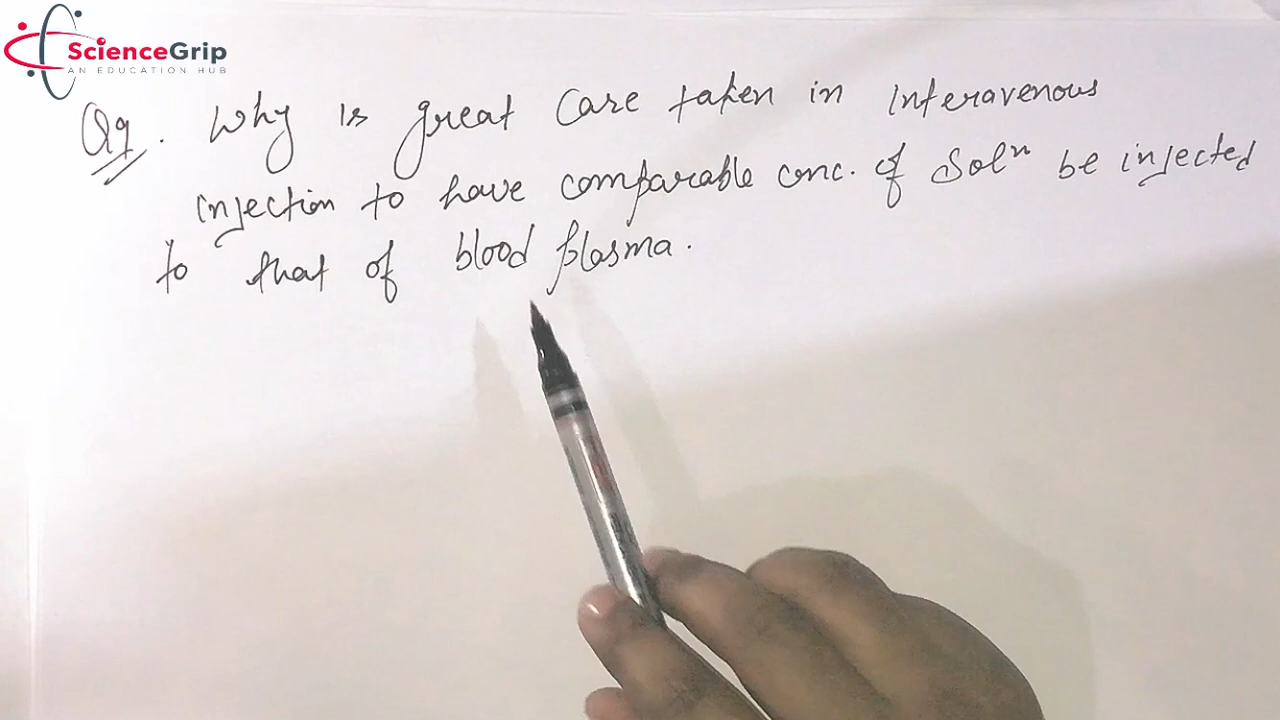 ScienceGrip
AN EDUCATION HUB
Q9. Why is great care taken in interavenous
injection to have comparable conc. of Solⁿ be injected
to that of blood plasma.